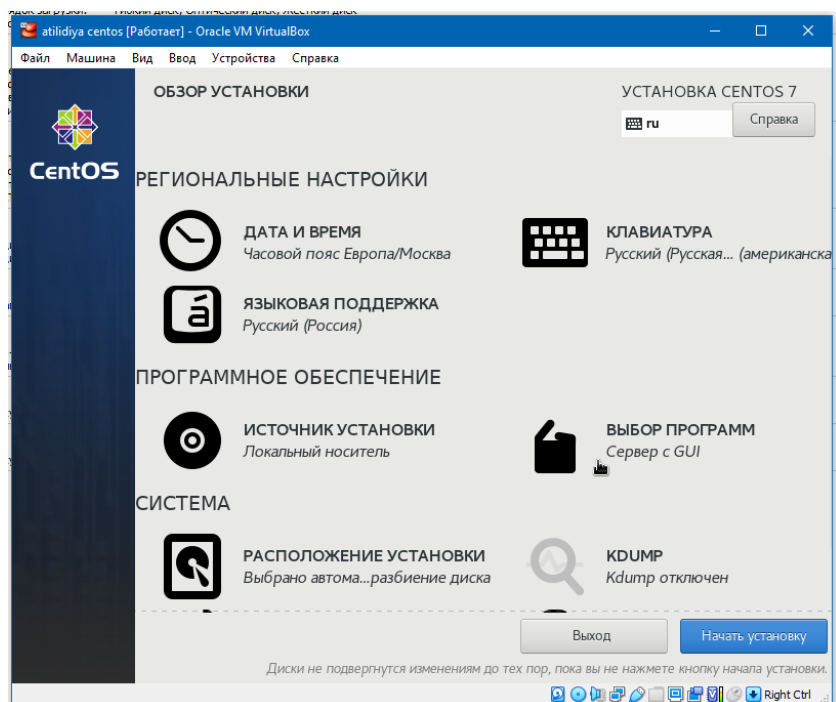 atilidiya centos [Работает] - Oracle VM VirtualBox
Файл Машина Вид Ввод Устройства Справка
ОБЗОР УСТАНОВКИ
УСТАНОВКА CENTOS 7
ru
Справка
CentOS
РЕГИОНАЛЬНЫЕ НАСТРОЙКИ
ДАТА И ВРЕМЯ
Часовой пояс Европа/Москва
КЛАВИАТУРА
Русский (Русская... (американска
ЯЗЫКОВАЯ ПОДДЕРЖКА
Русский (Россия)
ПРОГРАММНОЕ ОБЕСПЕЧЕНИЕ
ИСТОЧНИК УСТАНОВКИ
Локальный носитель
ВЫБОР ПРОГРАММ
Сервер с GUI
СИСТЕМА
РАСПОЛОЖЕНИЕ УСТАНОВКИ
Выбрано автома...разбиение диска
KDUMP
Kdump отключен
Выход
Начать установку
Диски не подвергнутся изменениям до тех пор, пока вы не нажмете кнопку начала установки.
Right Ctrl